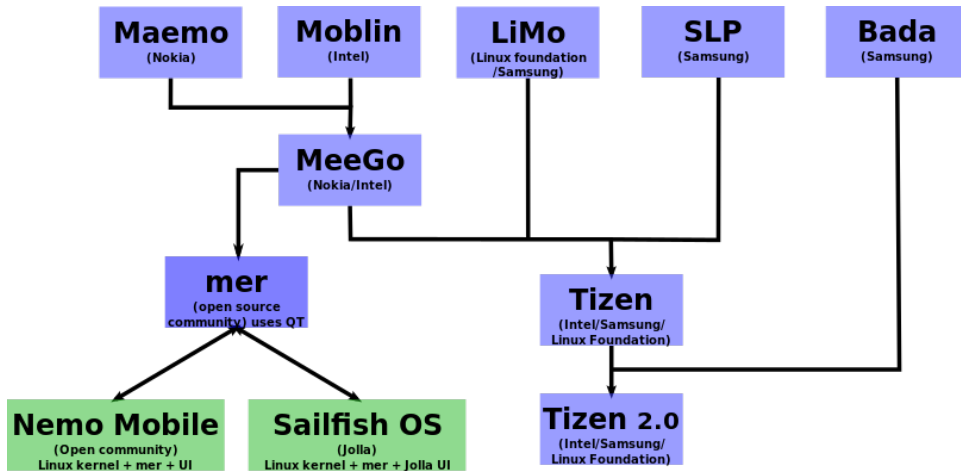 Maemo
(Nokia)
Moblin
(Intel)
LiMo
(Linux foundation
/Samsung)
SLP
(Samsung)
Bada
(Samsung)
MeeGo
(Nokia/Intel)
mer
(open source
community) uses QT
Tizen
(Intel/Samsung/
Linux Foundation)
Nemo Mobile
(Open community)
Linux kernel + mer + UI
Sailfish OS
(Jolla)
Linux kernel + mer + Jolla UI
Tizen 2.0
(Intel/Samsung/
Linux Foundation)